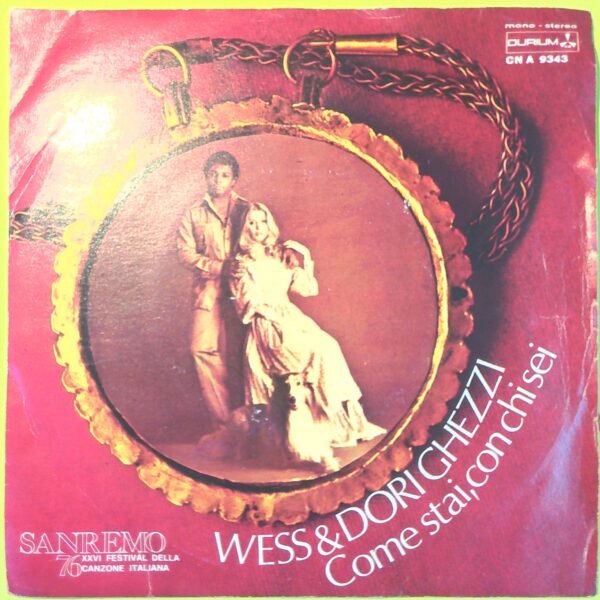 mono - stereo
DURIUM
CN A 9343
WESS & DORI GHEZZI
Come stai, con chi sei
SANREMO
76 XXVI FESTIVAL DELLA
CANZONE ITALIANA